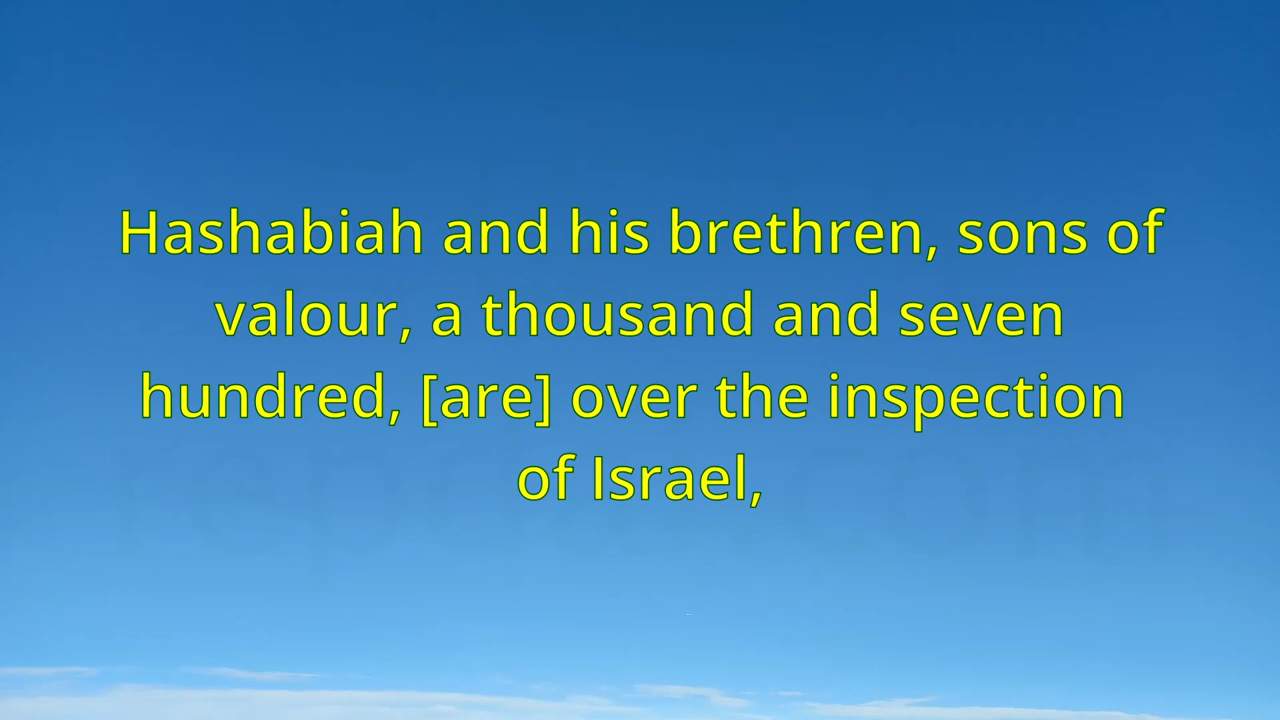 Hashabiah and his brethren, sons of
valour, a thousand and seven
hundred, [are] over the inspection
of Israel,